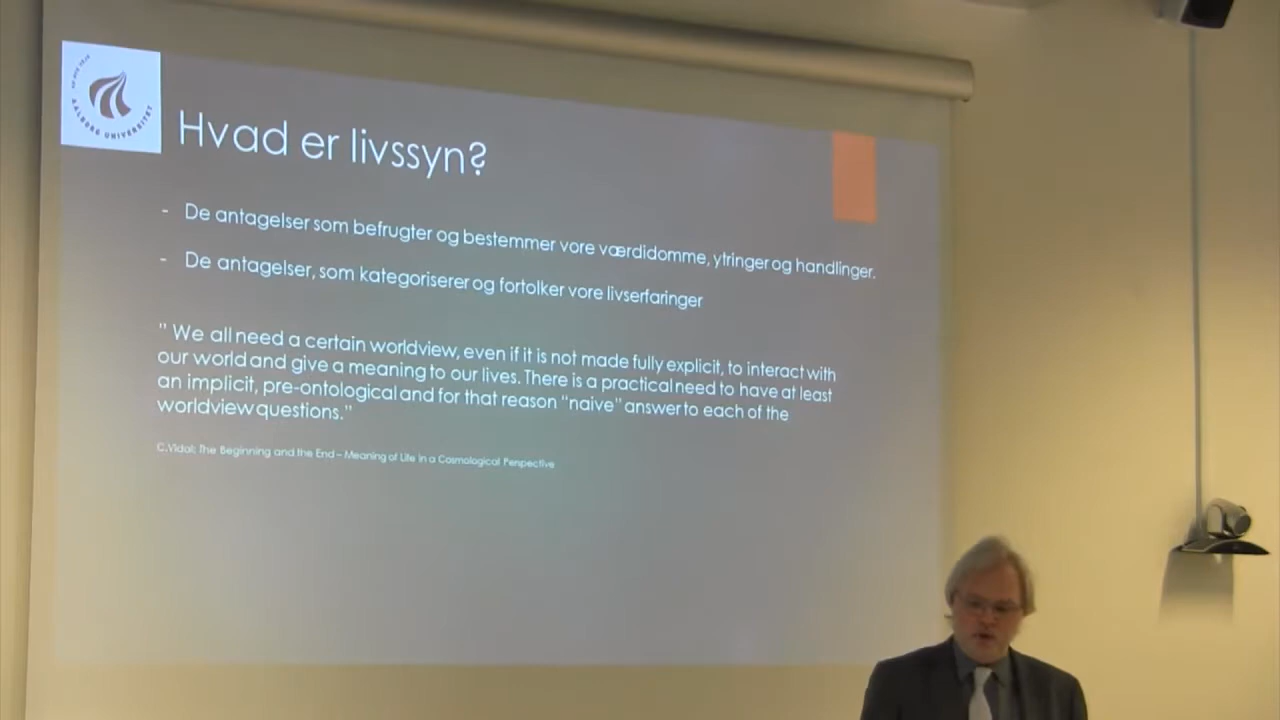 AALBORG UNIVERSITET
Hvad er livssyn?
- De antagelser som befrugter og bestemmer vore værdidomme, ytringer og handlinger.
- De antagelser, som kategoriserer og fortolker vore livserfaringer
" We all need a certain worldview, even if it is not made fully explicit, to interact with
our world and give a meaning to our lives. There is a practical need to have at least
an implicit, pre-ontological and for that reason "naive" answer to each of the
worldview questions."
C.Vidal: The Beginning and the End – Meaning of Life in a Cosmological Perspective